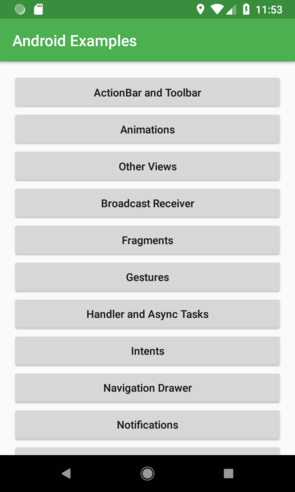 11:53
Android Examples
ActionBar and Toolbar
Animations
Other Views
Broadcast Receiver
Fragments
Gestures
Handler and Async Tasks
Intents
Navigation Drawer
Notifications